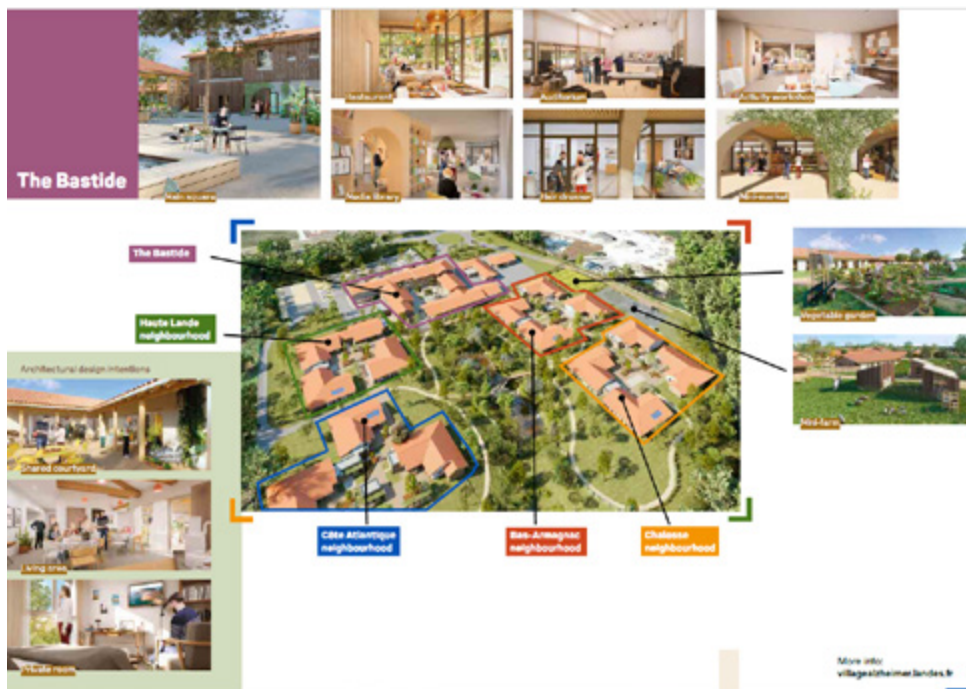 The Bastide
Main square
Restaurant
Auditorium
Activity workshop
Media library
Hairdresser
Mini-market
The Bastide
Haute Lande
neighbourhood
Vegetable garden
Mini-farm
Architectural design intentions
Shared courtyard
Living area
Private room
Côte Atlantique
neighbourhood
Bas-Armagnac
neighbourhood
Chalosse
neighbourhood
More info:
villagealzheimer.landes.fr